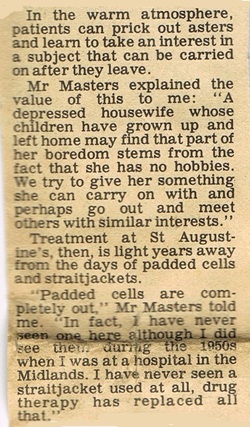 In the warm atmosphere,
patients can prick out asters
and learn to take an interest in
a subject that can be carried
on after they leave.
Mr Masters explained the
value of this to me: "A
depressed housewife whose
children have grown up and
left home may find that part of
her boredom stems from the
fact that she has no hobbies.
We try to give her something
she can carry on with and
perhaps go out and meet
others with similar interests."
Treatment at St August-
ine's, then, is light years away
from the days of padded cells
and straitjackets.
"Padded cells are com-
pletely out," Mr Masters told
me. "In fact, I have never
seen one here although I did
see them during the 1950s
when I was at a hospital in the
Midlands. I have never seen a
straitjacket used at all, drug
therapy has replaced all
that."